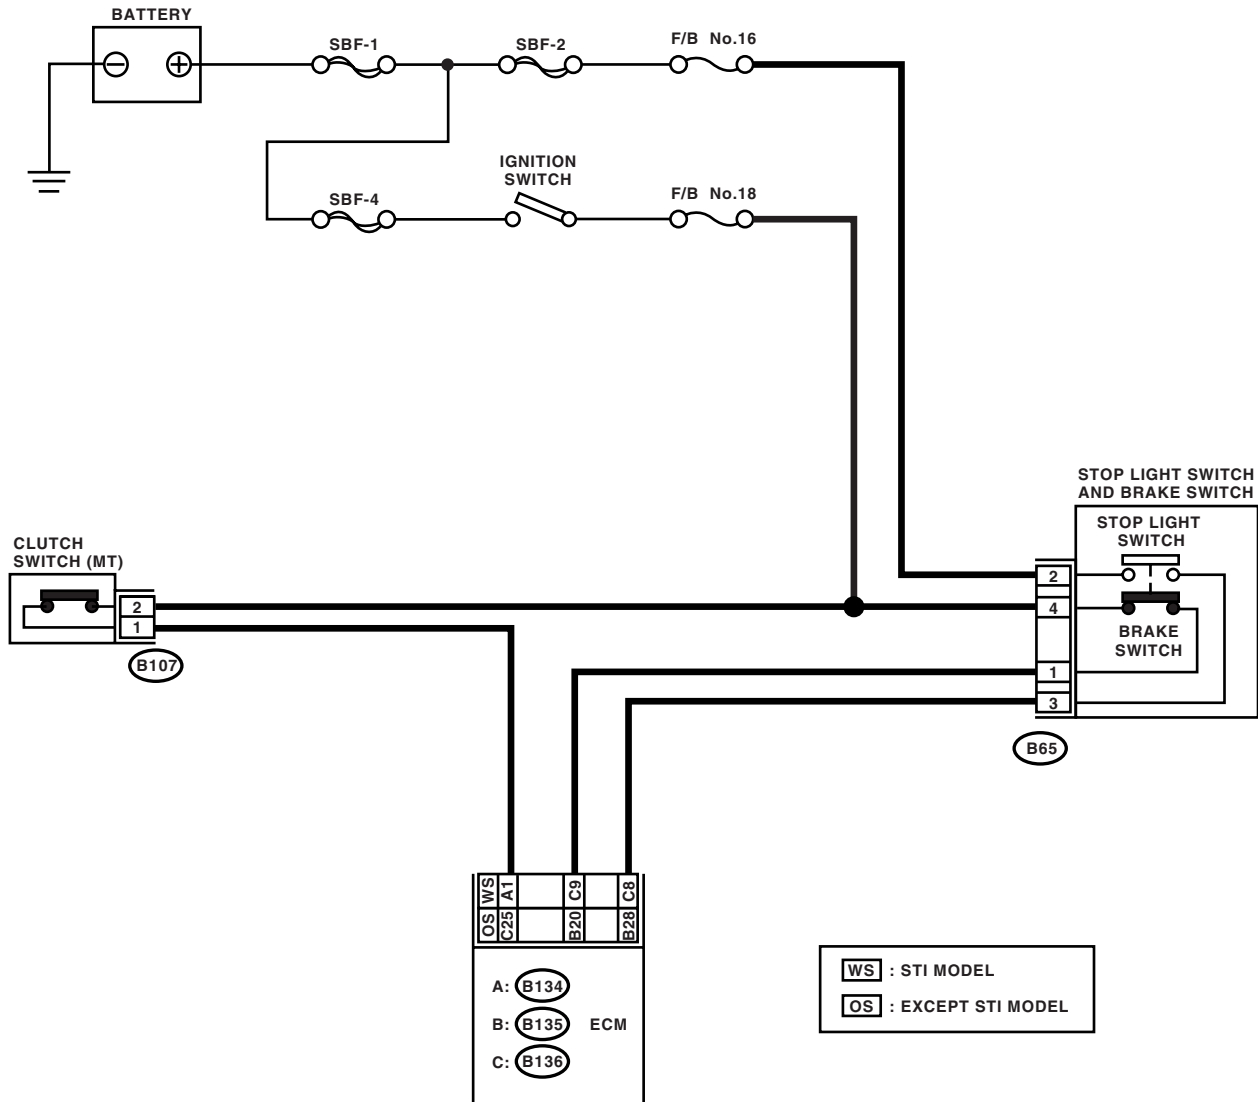 BATTERY
SBF-1
SBF-2
F/B No.16
IGNITION
SWITCH
SBF-4
F/B No.18
STOP LIGHT SWITCH
AND BRAKE SWITCH
STOP LIGHT
SWITCH
BRAKE
SWITCH
2
4
1
3
B65
CLUTCH
SWITCH (MT)
2
1
B107
WS A1 C9 C8
OS C25 B20 B28
A: B134
B: B135 ECM
C: B136
WS : STI MODEL
OS : EXCEPT STI MODEL